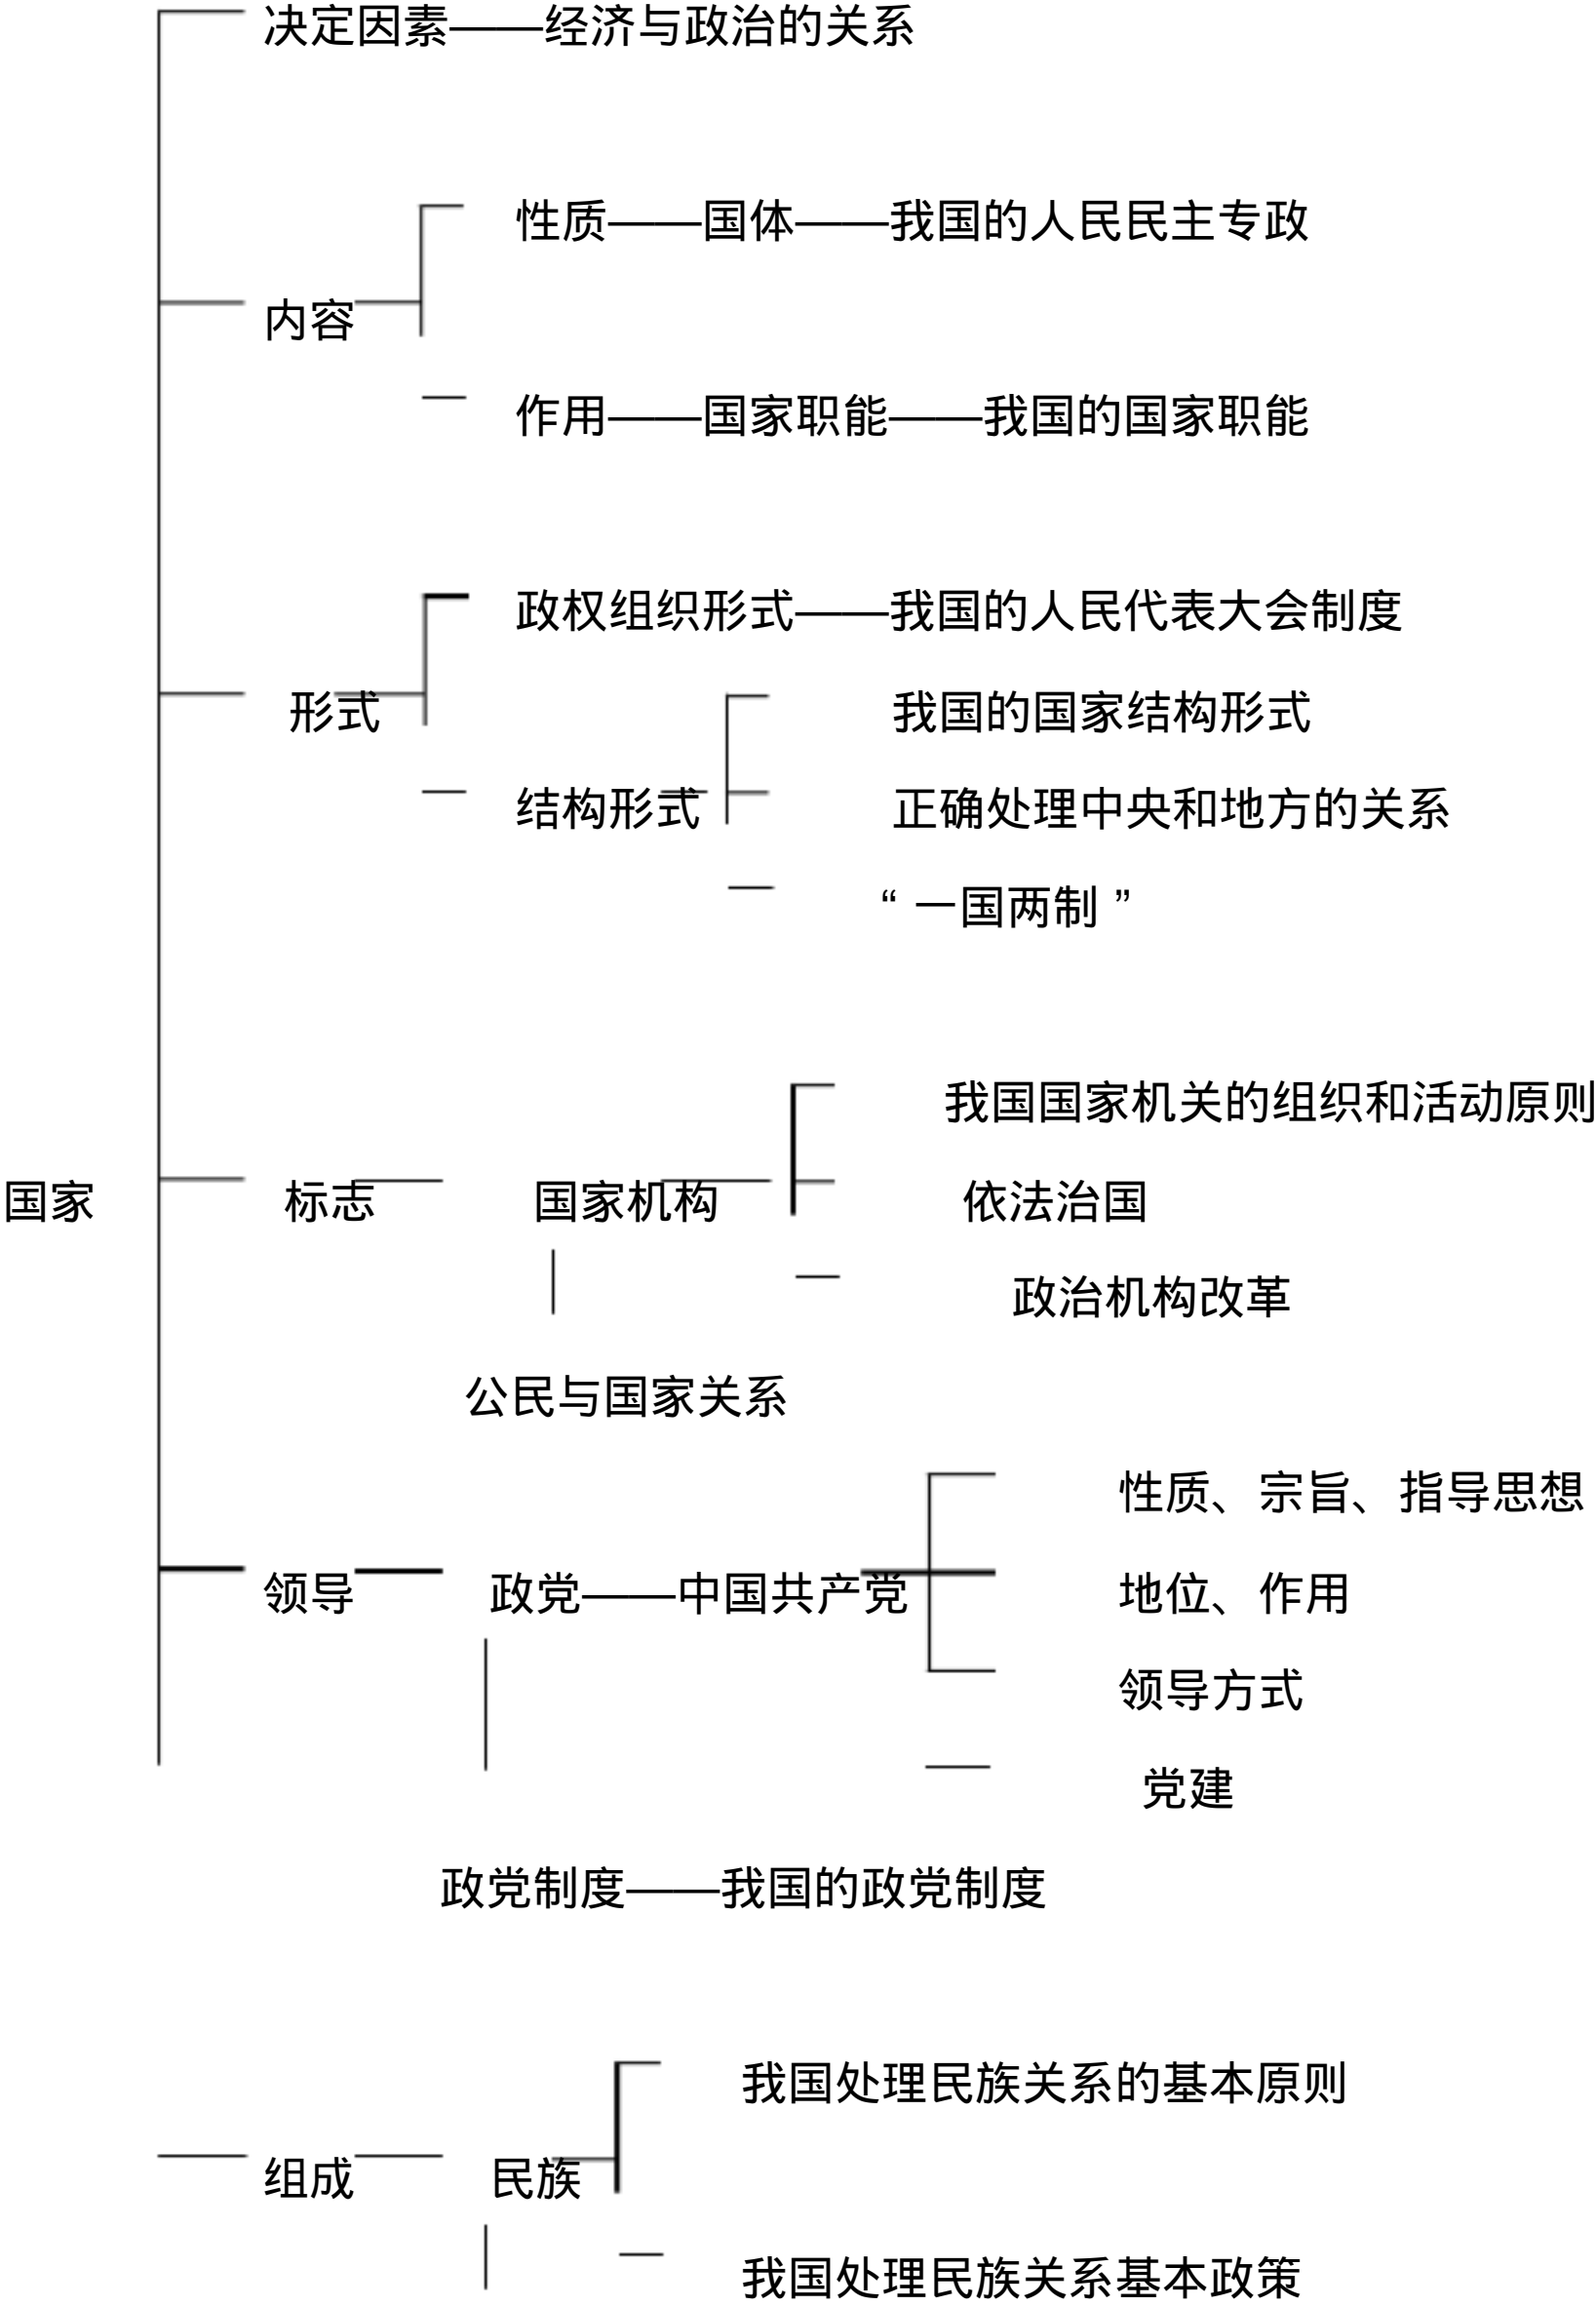 决定因素——经济与政治的关系
性质——国体——我国的人民民主专政
内容
作用——国家职能——我国的国家职能
政权组织形式——我国的人民代表大会制度
形式
我国的国家结构形式
结构形式
正确处理中央和地方的关系
“ 一国两制 ”
我国国家机关的组织和活动原则
国家
标志
国家机构
依法治国
政治机构改革
公民与国家关系
性质、宗旨、指导思想
领导
政党——中国共产党
地位、作用
领导方式
党建
政党制度——我国的政党制度
我国处理民族关系的基本原则
组成
民族
我国处理民族关系基本政策